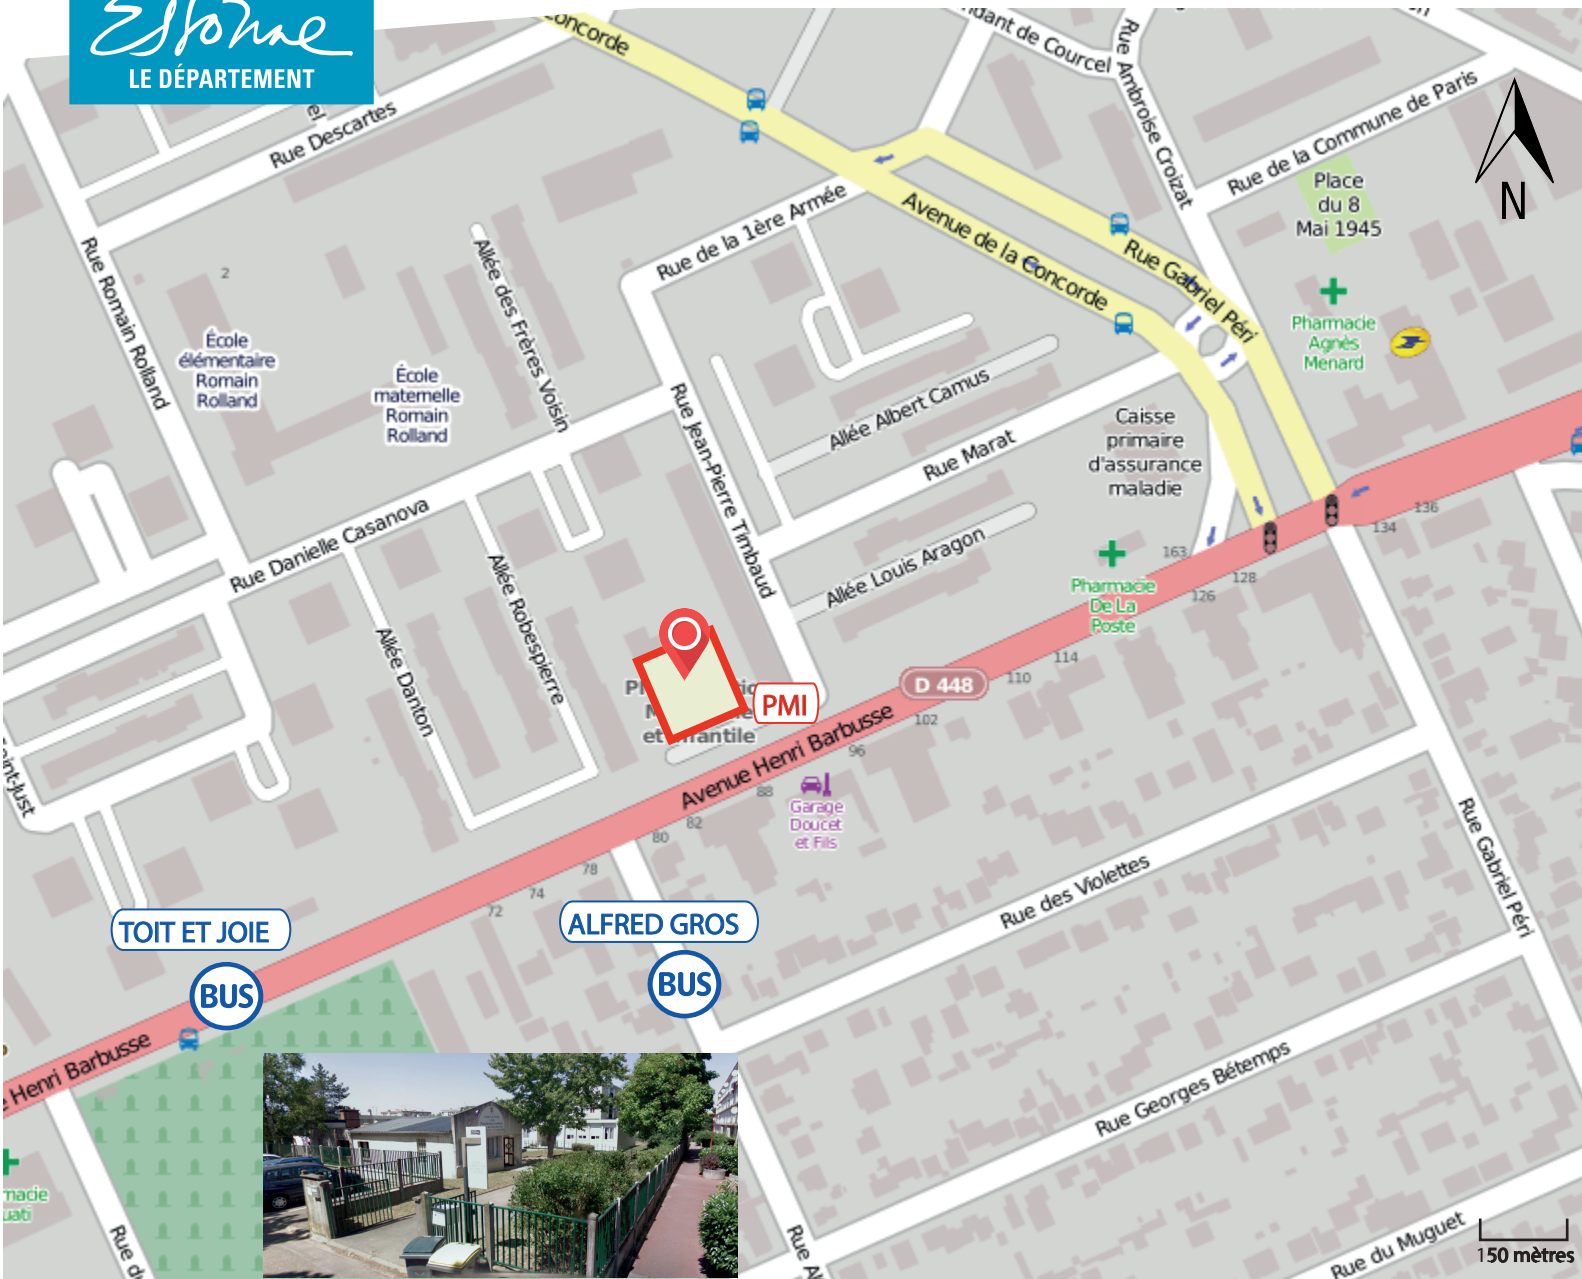 Essonne
LE DÉPARTEMENT
Concorde
Rue Descartes
Rue Ambroise Croizat
Rue de la Commune de Paris
Place
du 8
Mai 1945
N
Rue Romain Rolland
2
Allée des Frères Voisin
Rue de la 1ère Armée
Avenue de la Concorde
Rue Gabriel Péri
Pharmacie
Agnès
Menard
École
élémentaire
Romain
Rolland
École
maternelle
Romain
Rolland
Rue Jean-Pierre Timbaud
Allée Albert Camus
Rue Marat
Caisse
primaire
d'assurance
maladie
Rue Danielle Casanova
Allée Robespierre
Allée Danton
Allée Louis Aragon
163
136
134
128
126
Pharmacie
De La
Poste
114
110
D 448
102
PMI
et Infantile
Avenue Henri Barbusse
96
88
82
80
78
74
72
Garage
Doucet
et Fils
Rue Gabriel Péri
Rue des Violettes
TOIT ET JOIE
BUS
ALFRED GROS
BUS
Henri Barbusse
Rue Georges Bétemps
Rue du Muguet
150 mètres